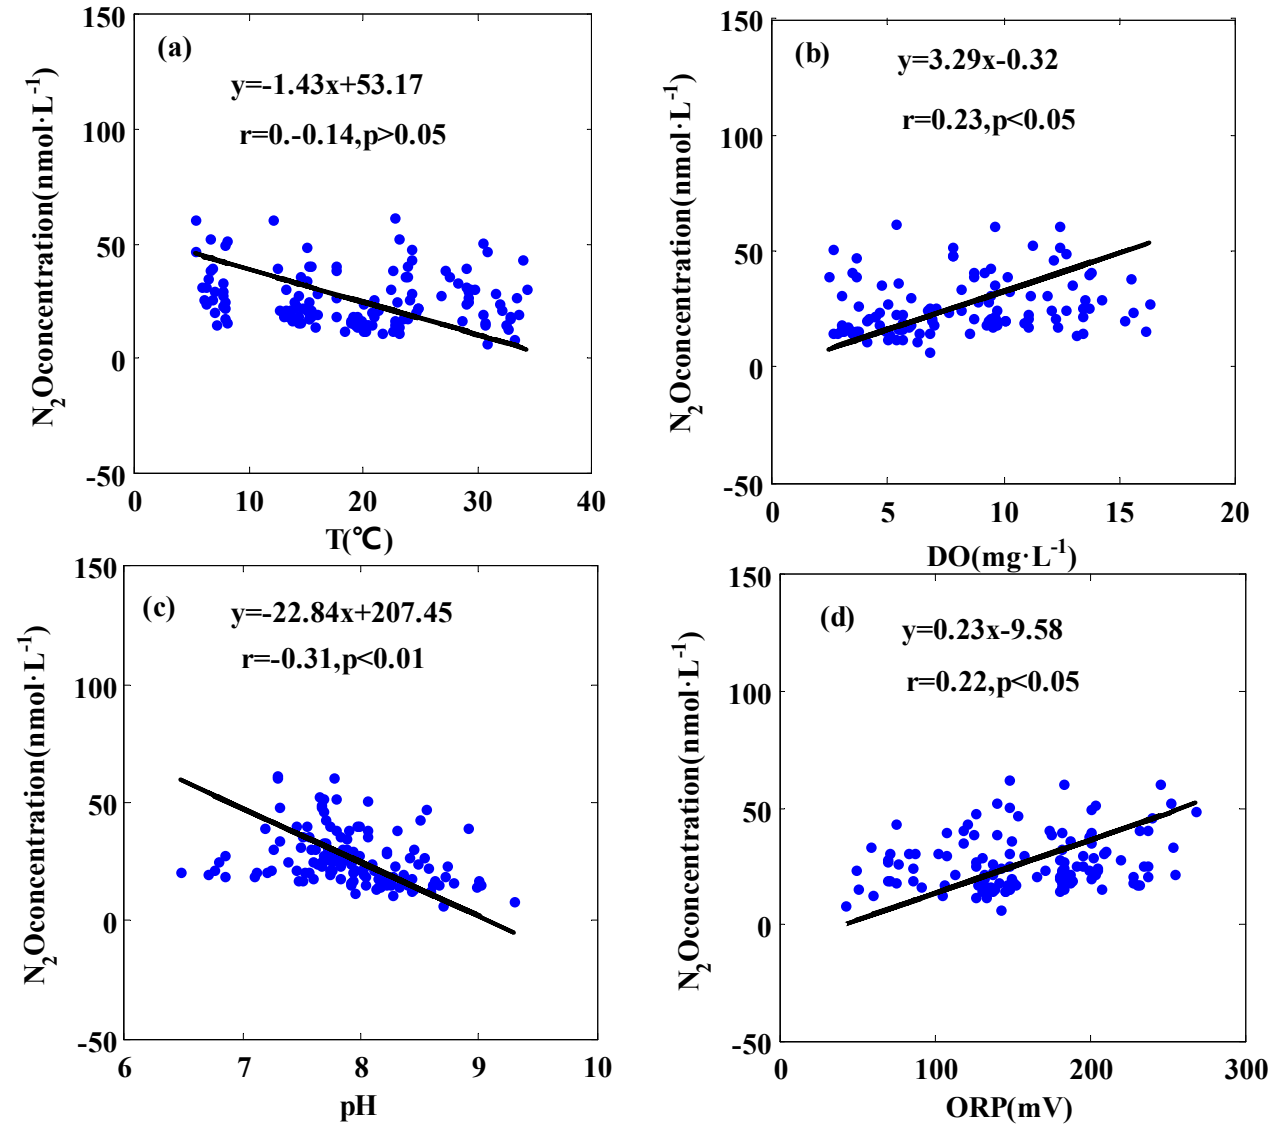 (a)
y=-1.43x+53.17
r=0.-0.14,p>0.05
N₂Oconcentration(nmol·L⁻¹)
150
100
50
0
-50
0 10 20 30 40
T(℃)
(b)
y=3.29x-0.32
r=0.23,p<0.05
N₂Oconcentration(nmol·L⁻¹)
150
100
50
0
-50
0 5 10 15 20
DO(mg·L⁻¹)
(c)
y=-22.84x+207.45
r=-0.31,p<0.01
N₂Oconcentration(nmol·L⁻¹)
150
100
50
0
-50
6 7 8 9 10
pH
(d)
y=0.23x-9.58
r=0.22,p<0.05
N₂Oconcentration(nmol·L⁻¹)
150
100
50
0
-50
0 100 200 300
ORP(mV)